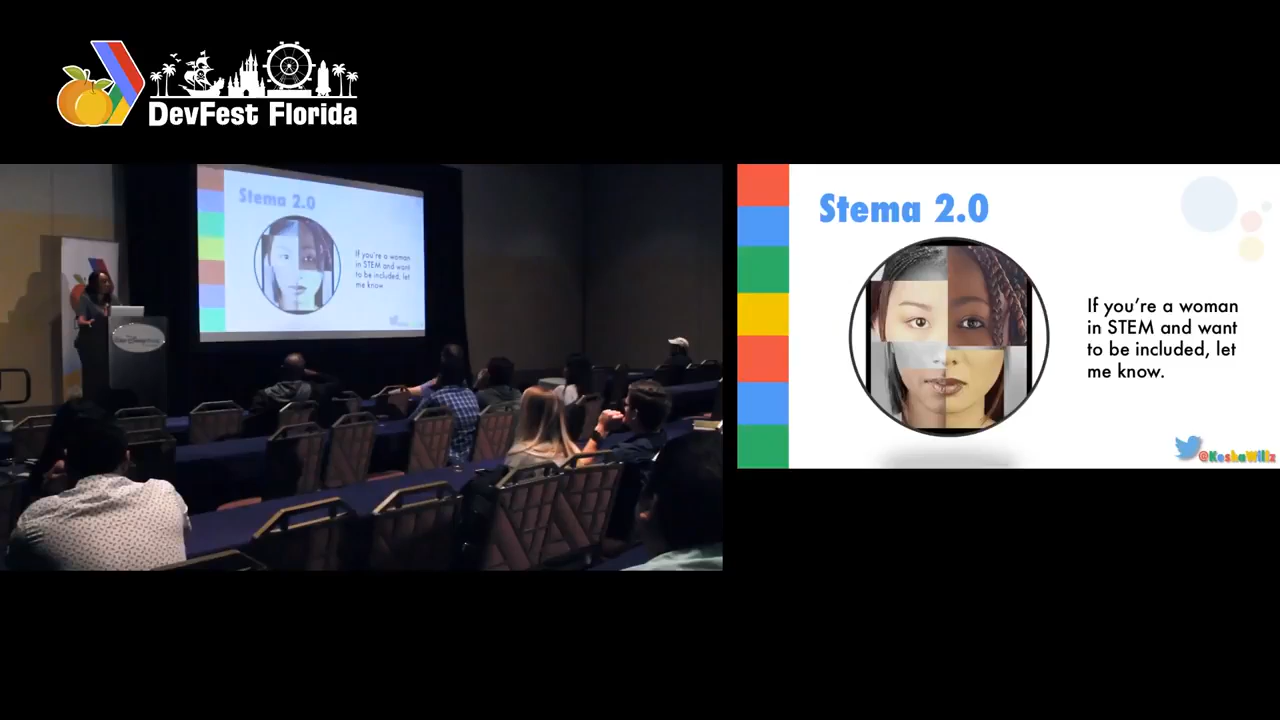 DevFest Florida
Stema 2.0
If you're a woman
in STEM and want
to be included, let
me know
Stema 2.0
If you’re a woman
in STEM and want
to be included, let
me know.
@KeshaWillz